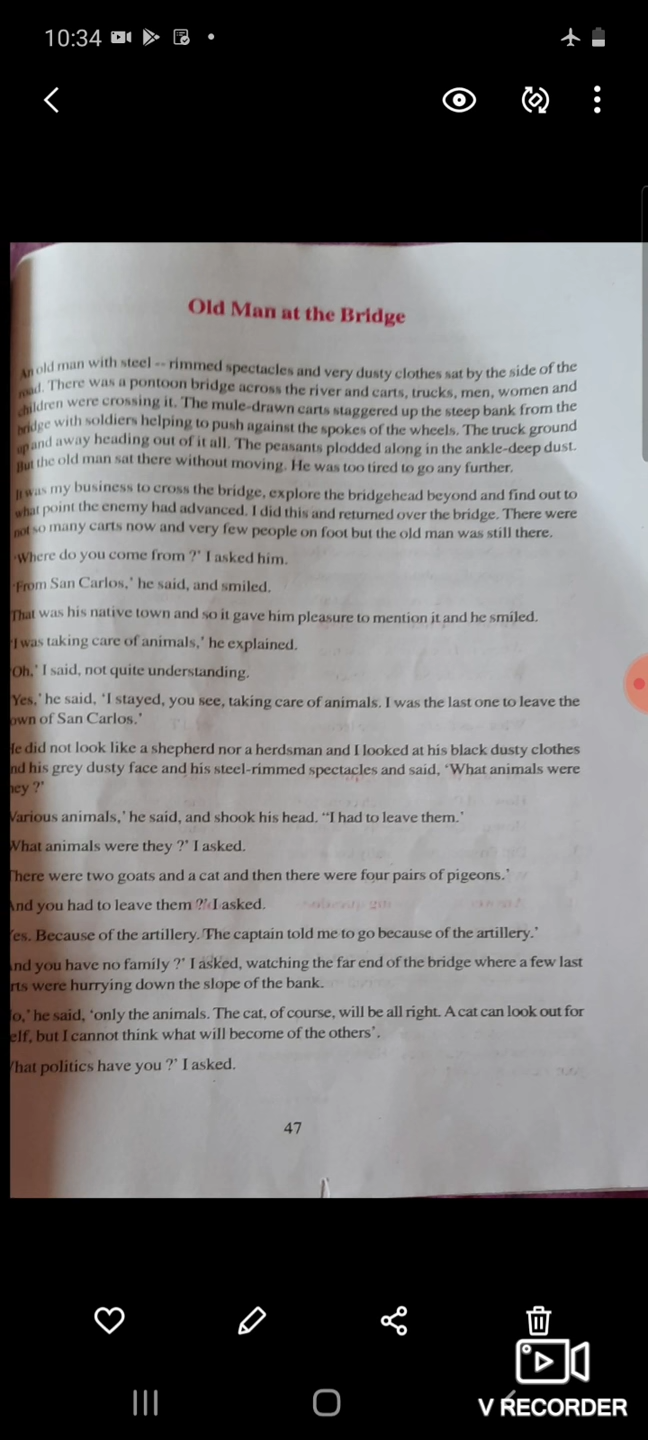 10:34
Old Man at the Bridge
An old man with steel -- rimmed spectacles and very dusty clothes sat by the side of the
road. There was a pontoon bridge across the river and carts, trucks, men, women and
children were crossing it. The mule-drawn carts staggered up the steep bank from the
bridge with soldiers helping to push against the spokes of the wheels. The truck ground
up and away heading out of it all. The peasants plodded along in the ankle-deep dust.
But the old man sat there without moving. He was too tired to go any further.
It was my business to cross the bridge, explore the bridgehead beyond and find out to
what point the enemy had advanced. I did this and returned over the bridge. There were
not so many carts now and very few people on foot but the old man was still there.
'Where do you come from ?' I asked him.
'From San Carlos,' he said, and smiled.
That was his native town and so it gave him pleasure to mention it and he smiled.
'I was taking care of animals,' he explained.
'Oh,' I said, not quite understanding.
Yes,' he said, 'I stayed, you see, taking care of animals. I was the last one to leave the
own of San Carlos.'
He did not look like a shepherd nor a herdsman and I looked at his black dusty clothes
nd his grey dusty face and his steel-rimmed spectacles and said, 'What animals were
hey ?'
Various animals,' he said, and shook his head. "I had to leave them.'
What animals were they ?' I asked.
There were two goats and a cat and then there were four pairs of pigeons.'
And you had to leave them ?' I asked.
es. Because of the artillery. The captain told me to go because of the artillery.'
nd you have no family ?' I asked, watching the far end of the bridge where a few last
rts were hurrying down the slope of the bank.
o,' he said, 'only the animals. The cat, of course, will be all right. A cat can look out for
elf, but I cannot think what will become of the others'.
hat politics have you ?' I asked.
47
V RECORDER